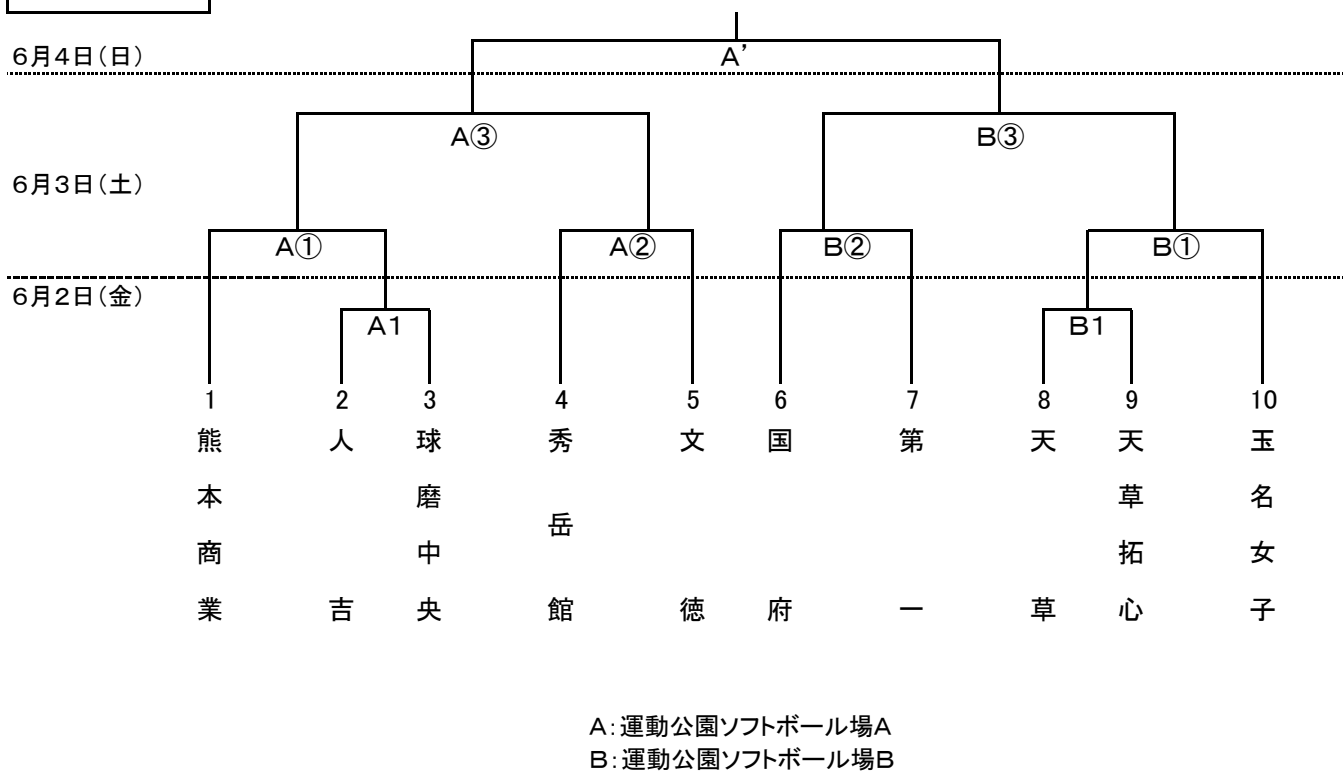 6月4日(日)
A’
A③
B③
6月3日(土)
A①
A②
B②
B①
6月2日(金)
A1
B1
1 2 3 4 5 6 7 8 9 10
熊本商業
人吉
球磨中央
秀岳館
文徳
国府
第一
天草
天草拓心
玉名女子
A:運動公園ソフトボール場A
B:運動公園ソフトボール場B